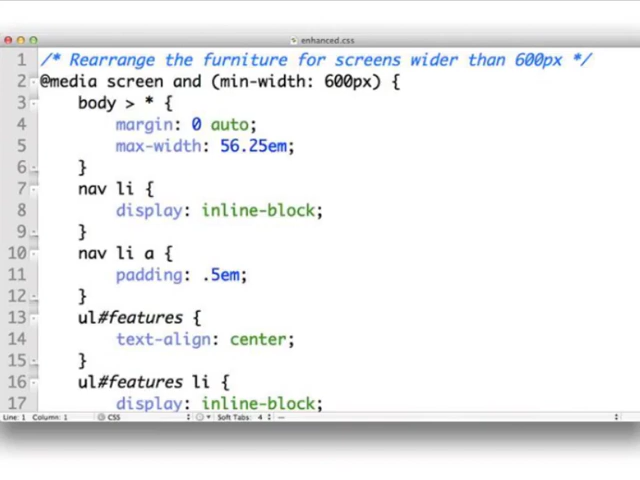 enhanced.css
1 /* Rearrange the furniture for screens wider than 600px */
2 @media screen and (min-width: 600px) {
3 body > * {
4 margin: 0 auto;
5 max-width: 56.25em;
6 }
7 nav li {
8 display: inline-block;
9 }
10 nav li a {
11 padding: .5em;
12 }
13 ul#features {
14 text-align: center;
15 }
16 ul#features li {
17 display: inline-block;
Line: 1 Column: 1 CSS Soft Tabs: 4 —